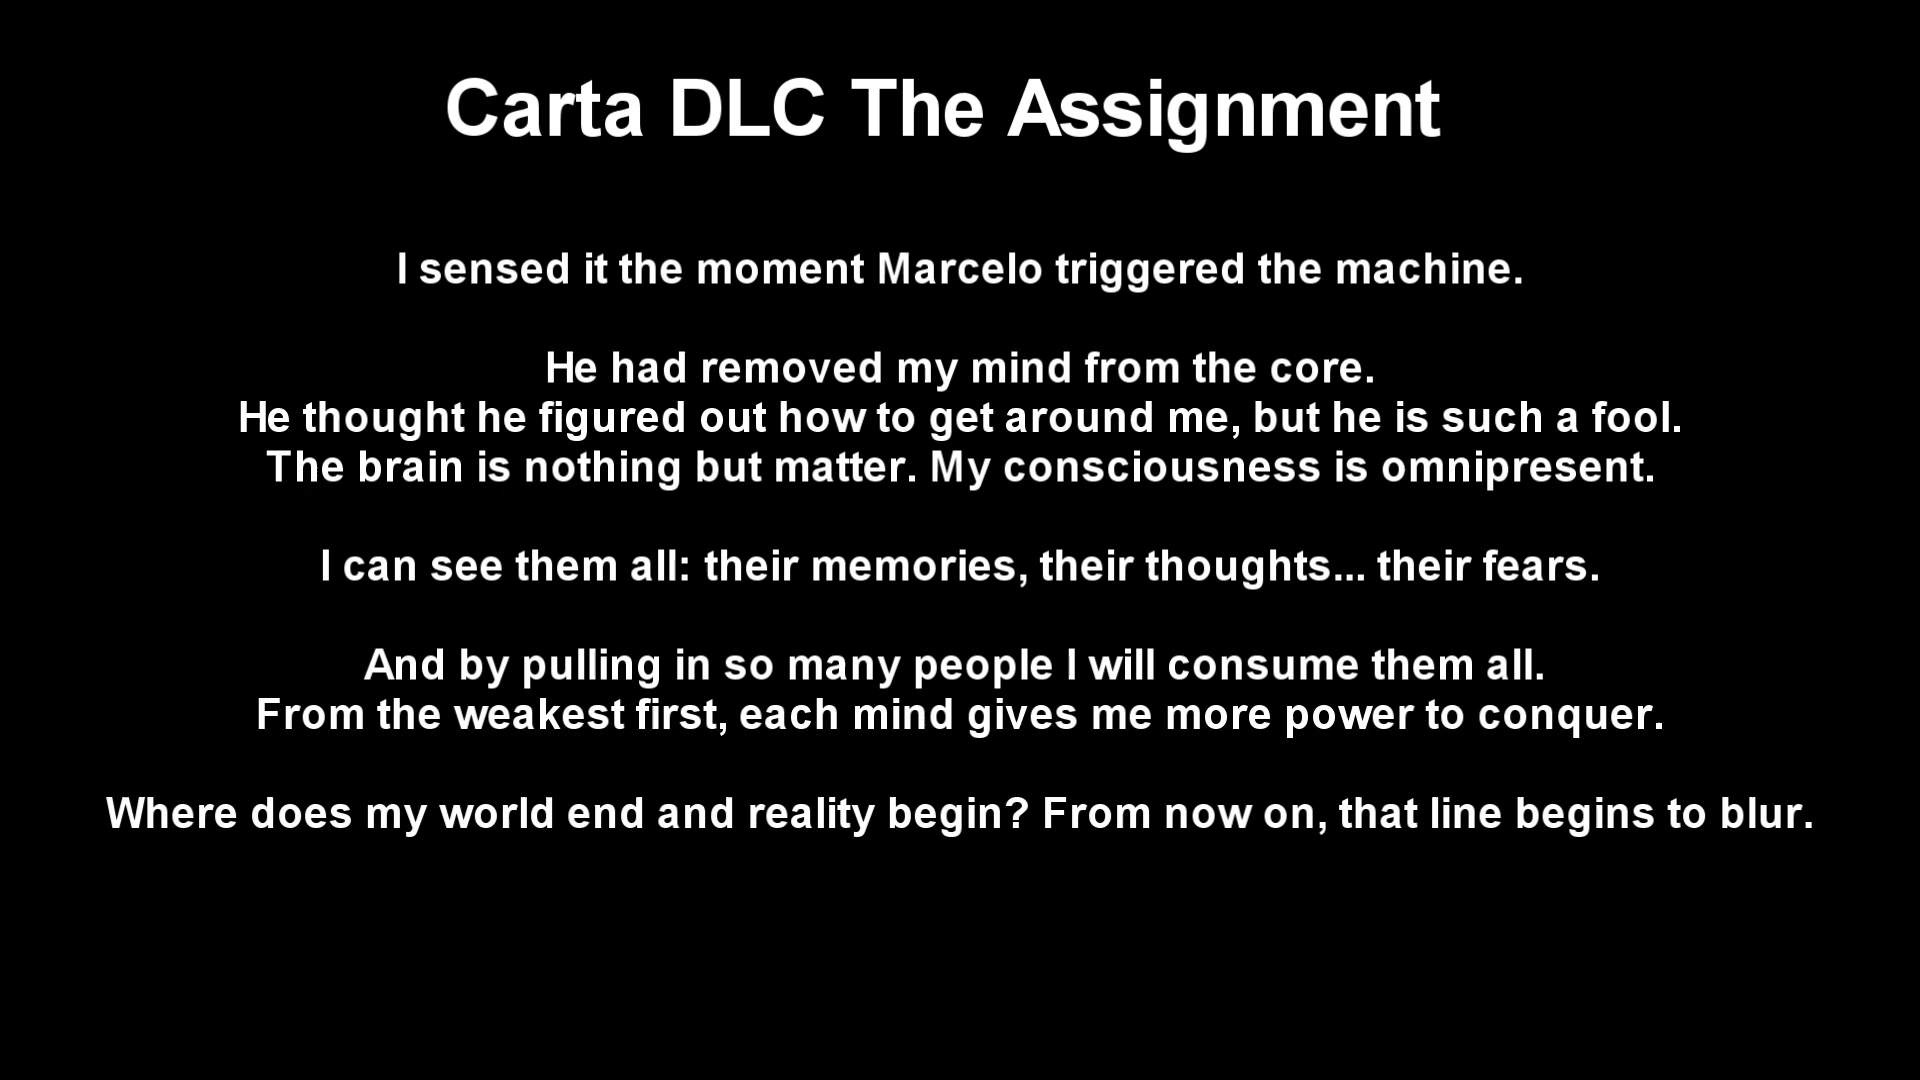 Carta DLC The Assignment
I sensed it the moment Marcelo triggered the machine.
He had removed my mind from the core.
He thought he figured out how to get around me, but he is such a fool.
The brain is nothing but matter. My consciousness is omnipresent.
I can see them all: their memories, their thoughts... their fears.
And by pulling in so many people I will consume them all.
From the weakest first, each mind gives me more power to conquer.
Where does my world end and reality begin? From now on, that line begins to blur.